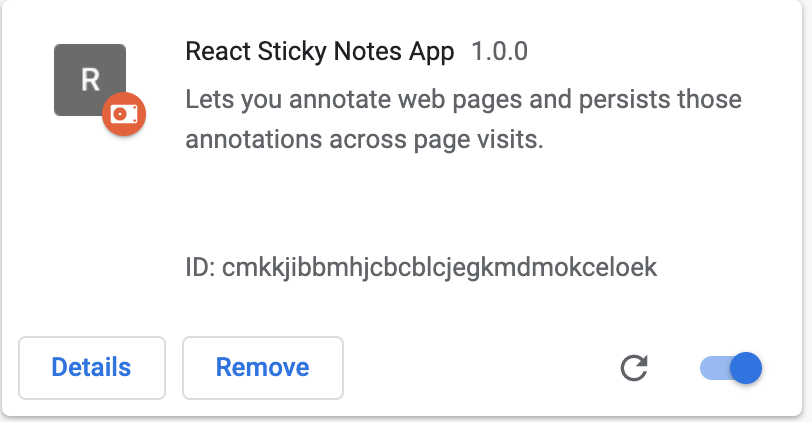 R
React Sticky Notes App 1.0.0
Lets you annotate web pages and persists those
annotations across page visits.
ID: cmkkjibbmhjcbcblcjegkmdmokceloek
Details Remove